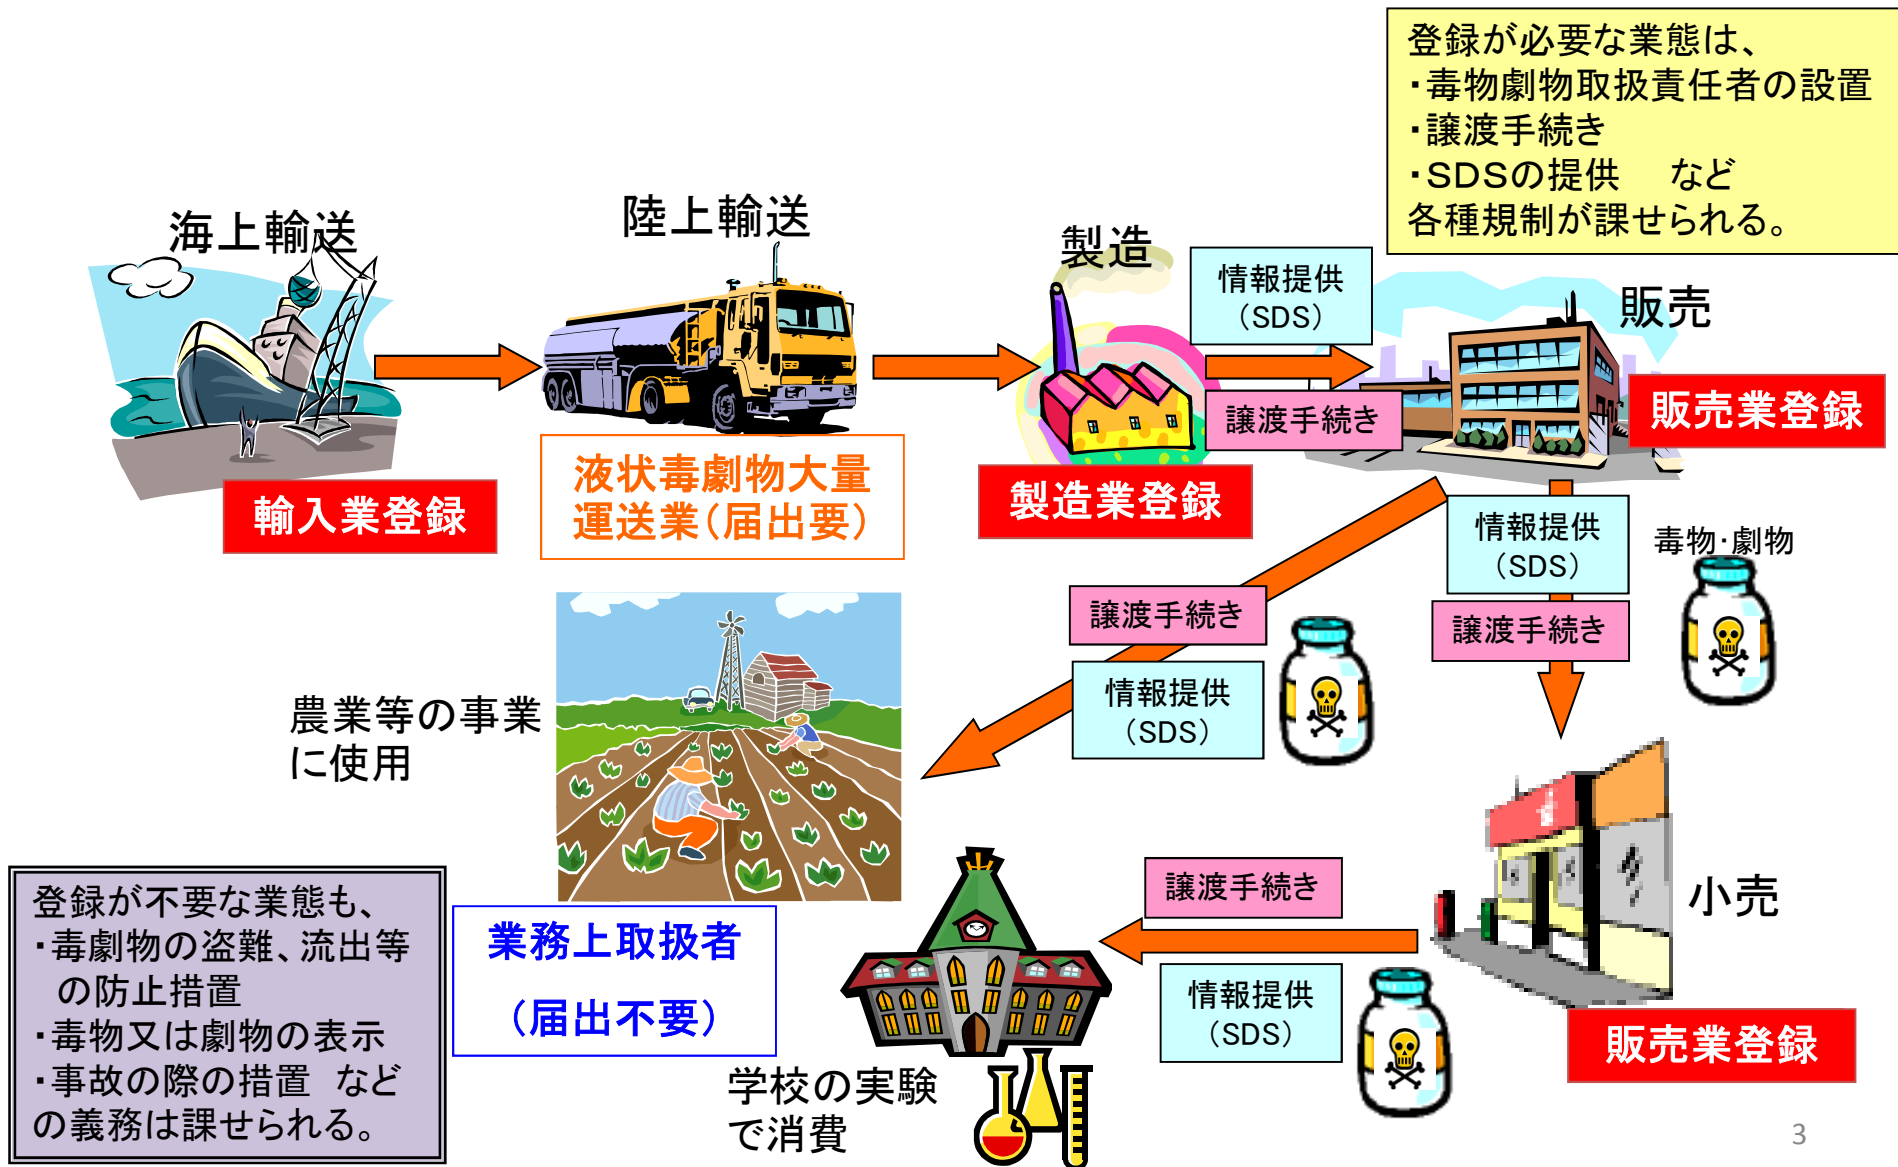 登録が必要な業態は、
・毒物劇物取扱責任者の設置
・譲渡手続き
・SDSの提供　など
各種規制が課せられる。
海上輸送
陸上輸送
製造
情報提供
（SDS）
販売
譲渡手続き
販売業登録
液状毒劇物大量
運送業（届出要）
輸入業登録
製造業登録
情報提供
（SDS）
毒物・劇物
譲渡手続き
譲渡手続き
情報提供
（SDS）
農業等の事業
に使用
登録が不要な業態も、
・毒劇物の盗難、流出等
の防止措置
・毒物又は劇物の表示
・事故の際の措置　など
の義務は課せられる。
業務上取扱者
（届出不要）
譲渡手続き
小売
情報提供
（SDS）
販売業登録
学校の実験
で消費
3